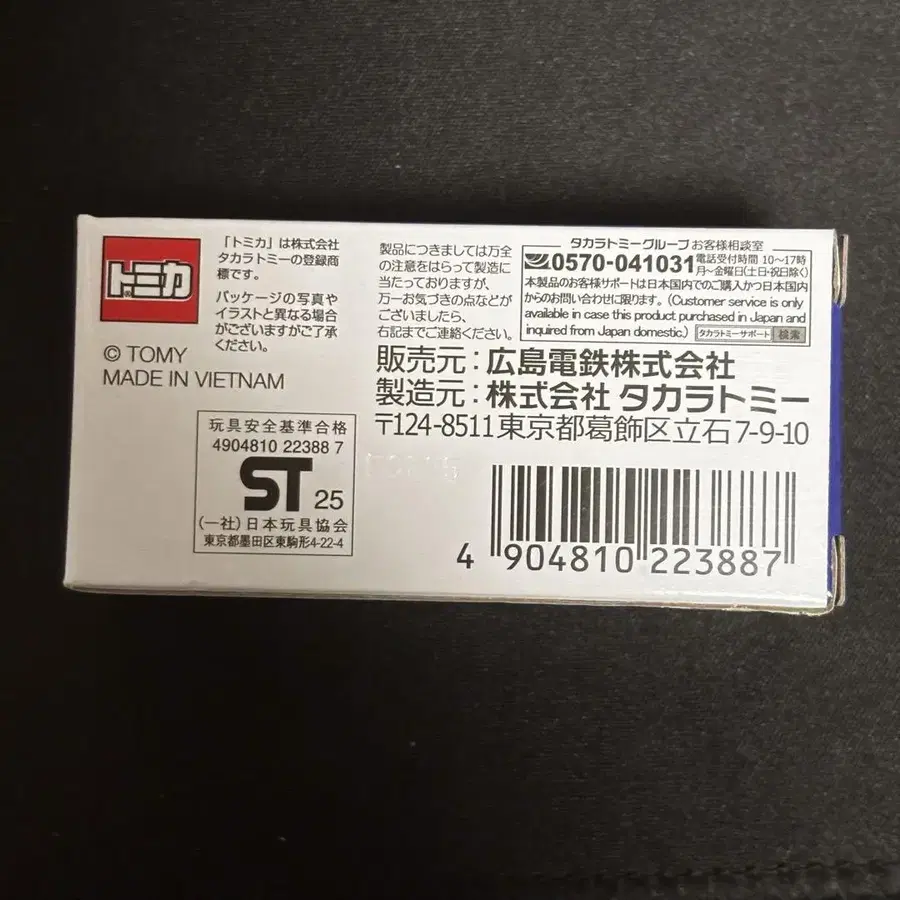 トミカ
© TOMY
MADE IN VIETNAM
「トミカ」は株式会社
タカラトミーの登録商
標です。
パッケージの写真や
イラストと異なる場合
がございますがご了承
ください。
製品につきましては万全
の注意をはらって製造に
当たっておりますが、
万一お気づきの点などが
ございましたら、
右記までご連絡ください。
タカラトミーグループ お客様相談室
0570-041031 電話受付時間 10～17時
月～金曜日(土日・祝日除く)
本製品のお客様サポートは日本国内でのご購入かつ日本国内
からのお問い合わせに限ります。(Customer service is only
available in case this product purchased in Japan and
inquired from Japan domestic.) タカラトミーサポート 検索
販売元：広島電鉄株式会社
製造元：株式会社 タカラトミー
〒124-8511 東京都葛飾区立石 7-9-10
玩具安全基準合格
4904810 22388 7
ST 25
(一社)日本玩具協会
東京都墨田区東駒形4-22-4
4 904810 223887